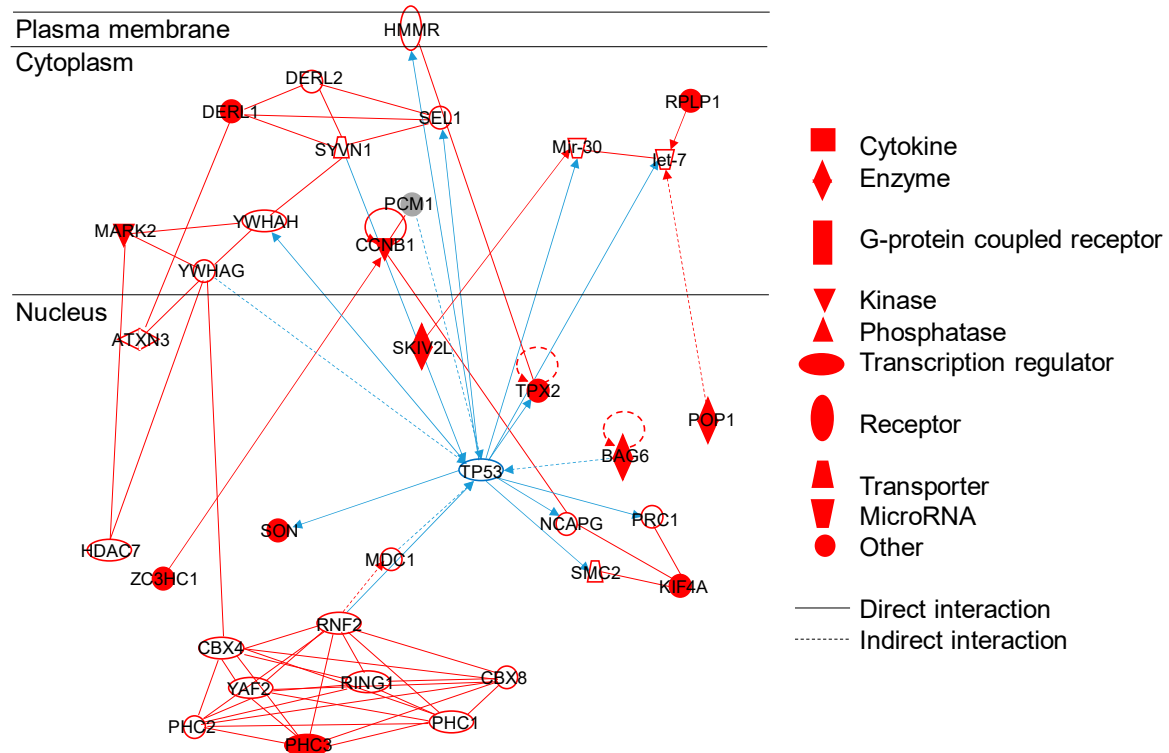 Plasma membrane
HMMR
Cytoplasm
DERL2
DERL1
RPLP1
SEL1
SYVN1
Mir-30
let-7
PCM1
YWHAH
MARK2
CCNB1
YWHAG
Nucleus
ATXN3
SKIV2L
TPX2
POP1
BAG6
TP53
SON
NCAPG
PRC1
HDAC7
MDC1
ZC3HC1
SMC2
KIF4A
RNF2
CBX4
YAF2
RING1
CBX8
PHC2
PHC1
PHC3
Cytokine
Enzyme
G-protein coupled receptor
Kinase
Phosphatase
Transcription regulator
Receptor
Transporter
MicroRNA
Other
Direct interaction
Indirect interaction